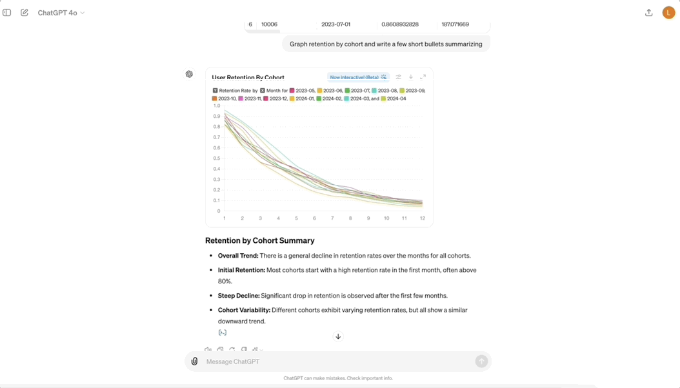 ChatGPT 4o
6 10006 2023-07-01 0.8608902828
Graph retention by cohort and write a few short bullets summarizing
User Retention By Cohort
Now interactive (Beta)
Retention Rate by Month for 2023-05, 2023-06, 2023-07, 2023-08, 2023-09,
2023-10, 2023-11, 2023-12, 2024-01, 2024-02, 2024-03, and 2024-04
1.0
0.9
0.8
0.7
0.6
0.5
0.4
0.3
0.2
0.1
0
1 2 3 4 5 6 7 8 9 10 11 12
Retention by Cohort Summary
• Overall Trend: There is a general decline in retention rates over the months for all cohorts.
• Initial Retention: Most cohorts start with a high retention rate in the first month, often above
80%.
• Steep Decline: Significant drop in retention is observed after the first few months.
• Cohort Variability: Different cohorts exhibit varying retention rates, but all show a similar
downward trend.
[>-]
Message ChatGPT
ChatGPT can make mistakes. Check important info.
L